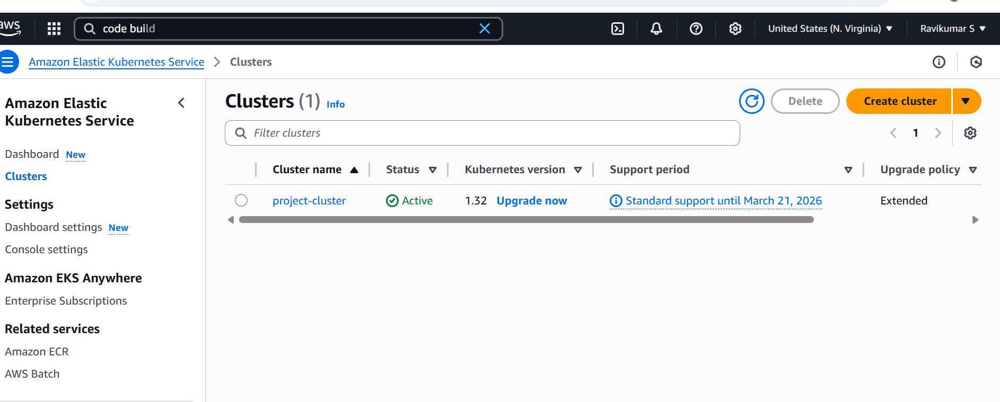 aws
code build
United States (N. Virginia)
Ravikumar S
Amazon Elastic Kubernetes Service
Clusters
Amazon Elastic
Kubernetes Service
Dashboard New
Clusters
Settings
Dashboard settings New
Console settings
Amazon EKS Anywhere
Enterprise Subscriptions
Related services
Amazon ECR
AWS Batch
Clusters (1) Info
Delete
Create cluster
Filter clusters
1
Cluster name Status Kubernetes version Support period Upgrade policy
project-cluster Active 1.32 Upgrade now Standard support until March 21, 2026 Extended